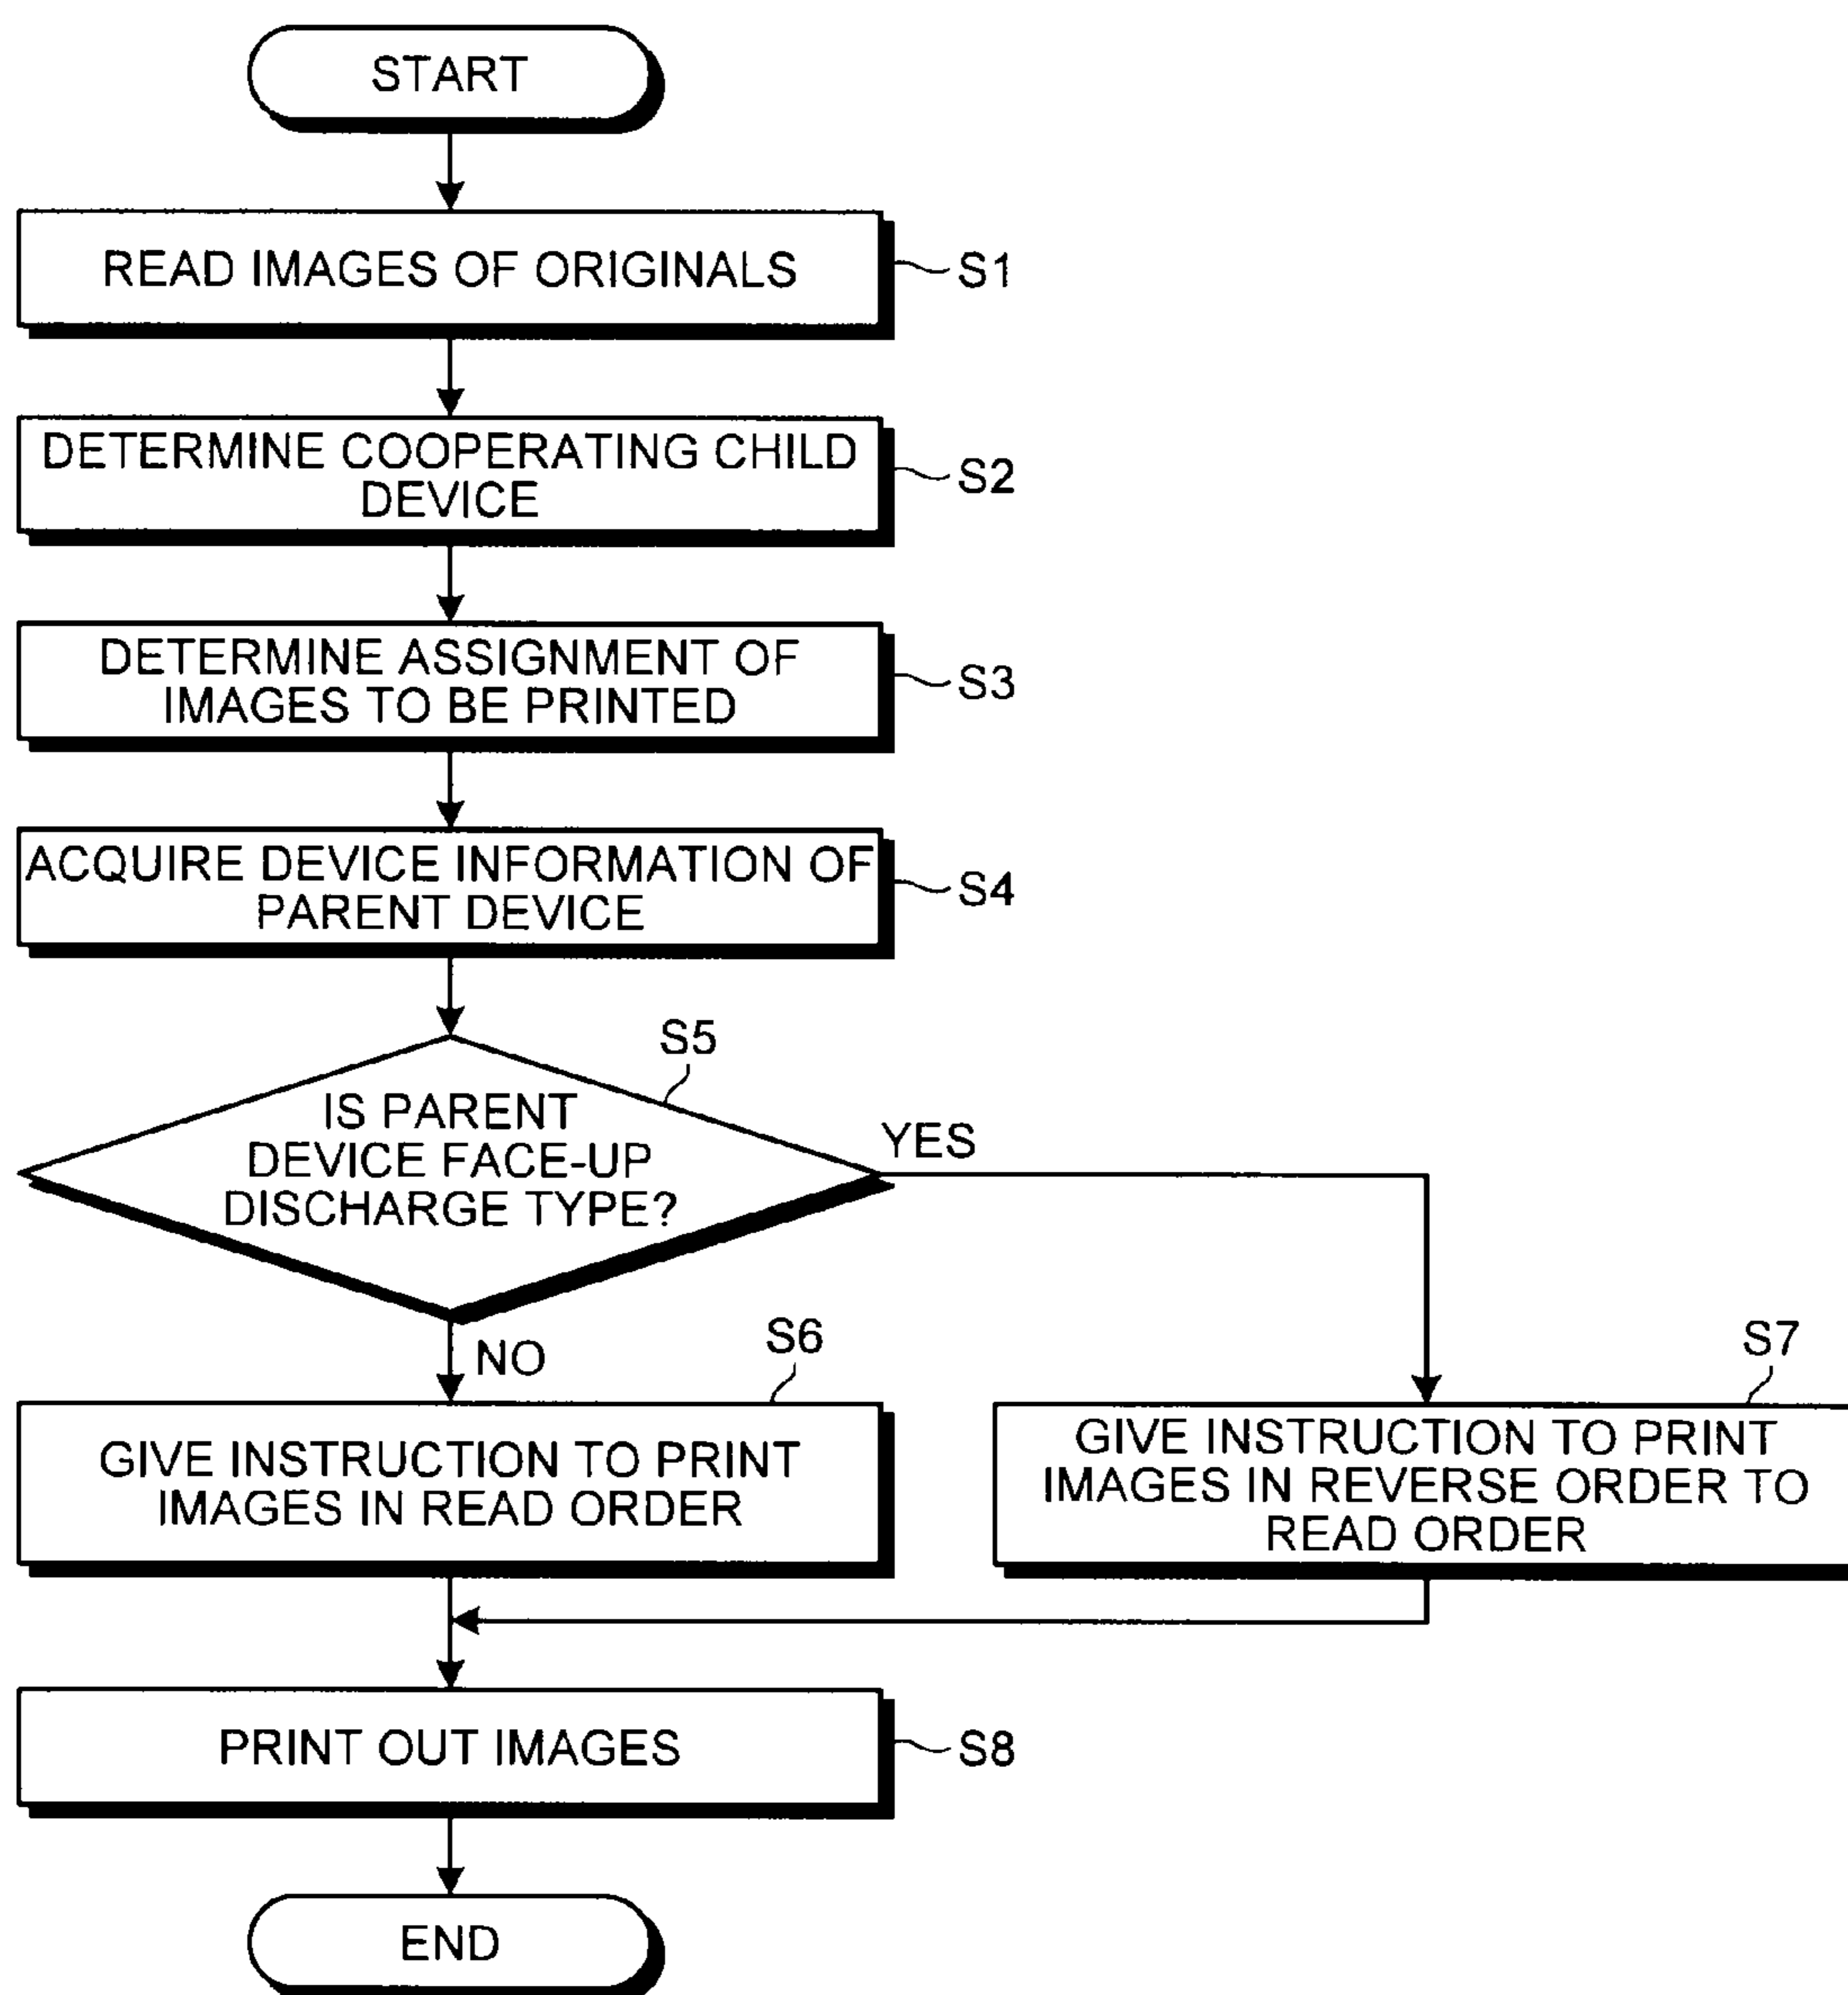 START
READ IMAGES OF ORIGINALS
S1
DETERMINE COOPERATING CHILD
DEVICE
S2
DETERMINE ASSIGNMENT OF
IMAGES TO BE PRINTED
S3
ACQUIRE DEVICE INFORMATION OF
PARENT DEVICE
S4
S5
IS PARENT
DEVICE FACE-UP
DISCHARGE TYPE?
YES
NO
S6
GIVE INSTRUCTION TO PRINT
IMAGES IN READ ORDER
S7
GIVE INSTRUCTION TO PRINT
IMAGES IN REVERSE ORDER TO
READ ORDER
PRINT OUT IMAGES
S8
END